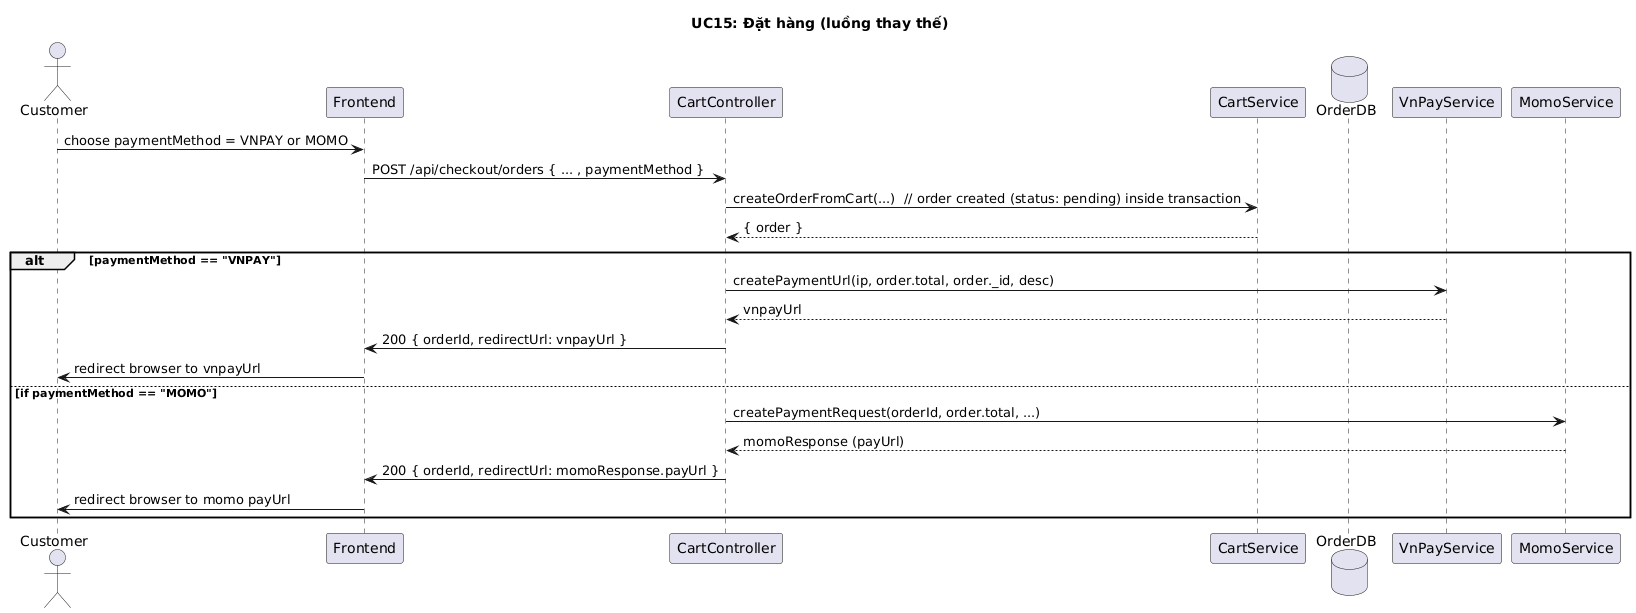 UC15: Đặt hàng (luồng thay thế)
Customer
Frontend
CartController
CartService
OrderDB
VnPayService
MomoService
choose paymentMethod = VNPAY or MOMO
POST /api/checkout/orders { ... , paymentMethod }
createOrderFromCart(...)  // order created (status: pending) inside transaction
{ order }
alt
[paymentMethod == "VNPAY"]
createPaymentUrl(ip, order.total, order._id, desc)
vnpayUrl
200 { orderId, redirectUrl: vnpayUrl }
redirect browser to vnpayUrl
[if paymentMethod == "MOMO"]
createPaymentRequest(orderId, order.total, ...)
momoResponse (payUrl)
200 { orderId, redirectUrl: momoResponse.payUrl }
redirect browser to momo payUrl
Customer
Frontend
CartController
CartService
OrderDB
VnPayService
MomoService